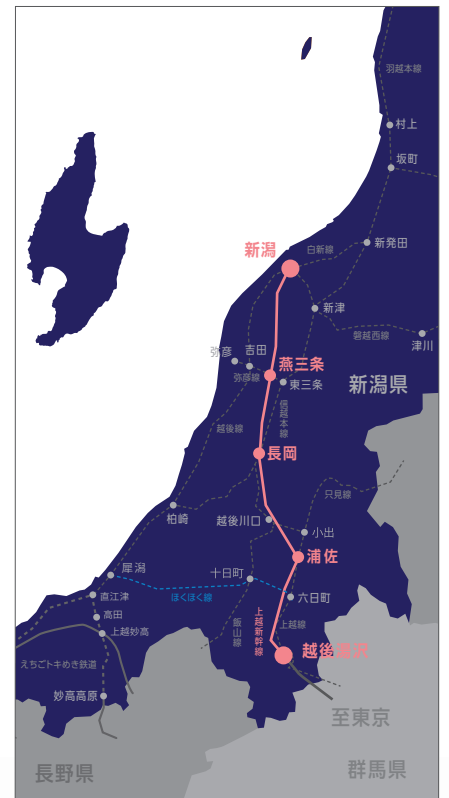 羽越本線
村上
坂町
新発田
新潟
白新線
新津
磐越西線
津川
弥彦
吉田
燕三条
弥彦線
東三条
新潟県
信越本線
越後線
長岡
只見線
柏崎
越後川口
小出
浦佐
犀潟
十日町
直江津
ほくほく線
六日町
高田
上越新幹線
上越線
飯山線
上越妙高
越後湯沢
えちごトキめき鉄道
妙高高原
至東京
長野県
群馬県